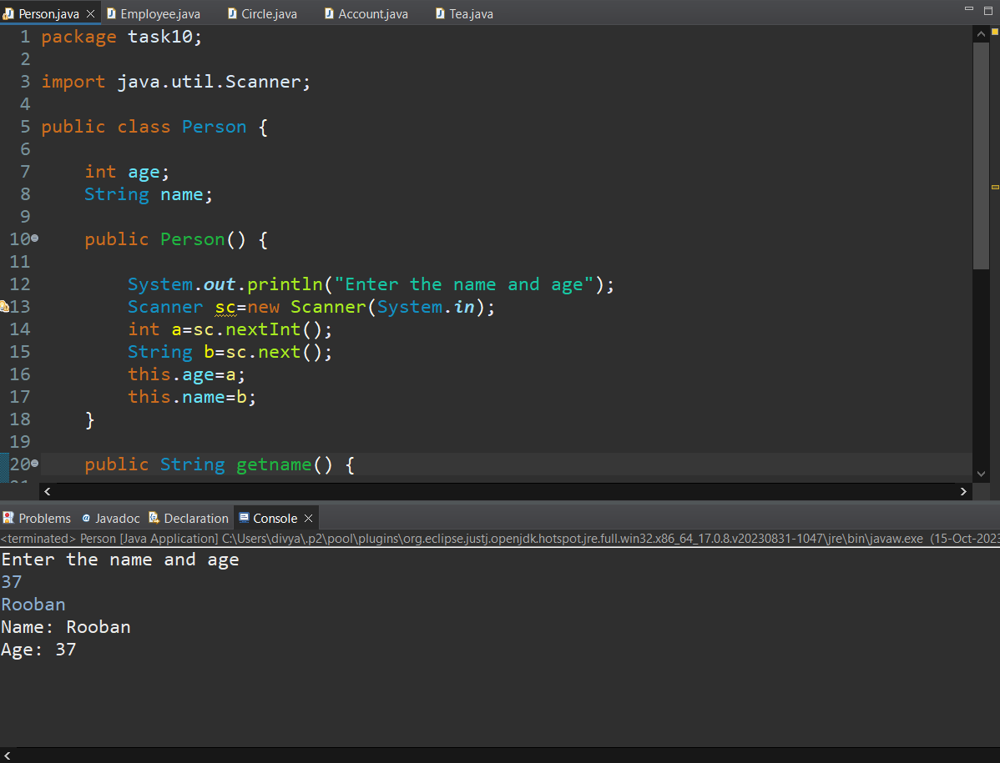 Person.java Employee.java Circle.java Account.java Tea.java
1 package task10;
2
3 import java.util.Scanner;
4
5 public class Person {
6
7 int age;
8 String name;
9
10 public Person() {
11
12 System.out.println("Enter the name and age");
13 Scanner sc=new Scanner(System.in);
14 int a=sc.nextInt();
15 String b=sc.next();
16 this.age=a;
17 this.name=b;
18 }
19
20 public String getname() {
Problems Javadoc Declaration Console
<terminated> Person [Java Application] C:\Users\divya\.p2\pool\plugins\org.eclipse.justj.openjdk.hotspot.jre.full.win32.x86_64_17.0.8.v20230831-1047\jre\bin\javaw.exe (15-Oct-2023
Enter the name and age
37
Rooban
Name: Rooban
Age: 37